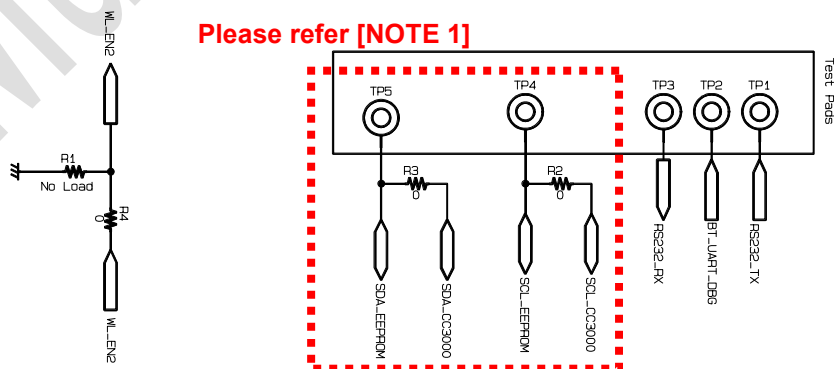 Please refer [NOTE 1]
WL_EN2
R1
No Load
R4
0
WL_EN2
Test Pads
TP5
TP4
TP3
TP2
TP1
R3
0
R2
0
SDA_EEPROM
SDA_CC3000
SCL_EEPROM
SCL_CC3000
RS232_RX
BT_UART_DBG
RS232_TX